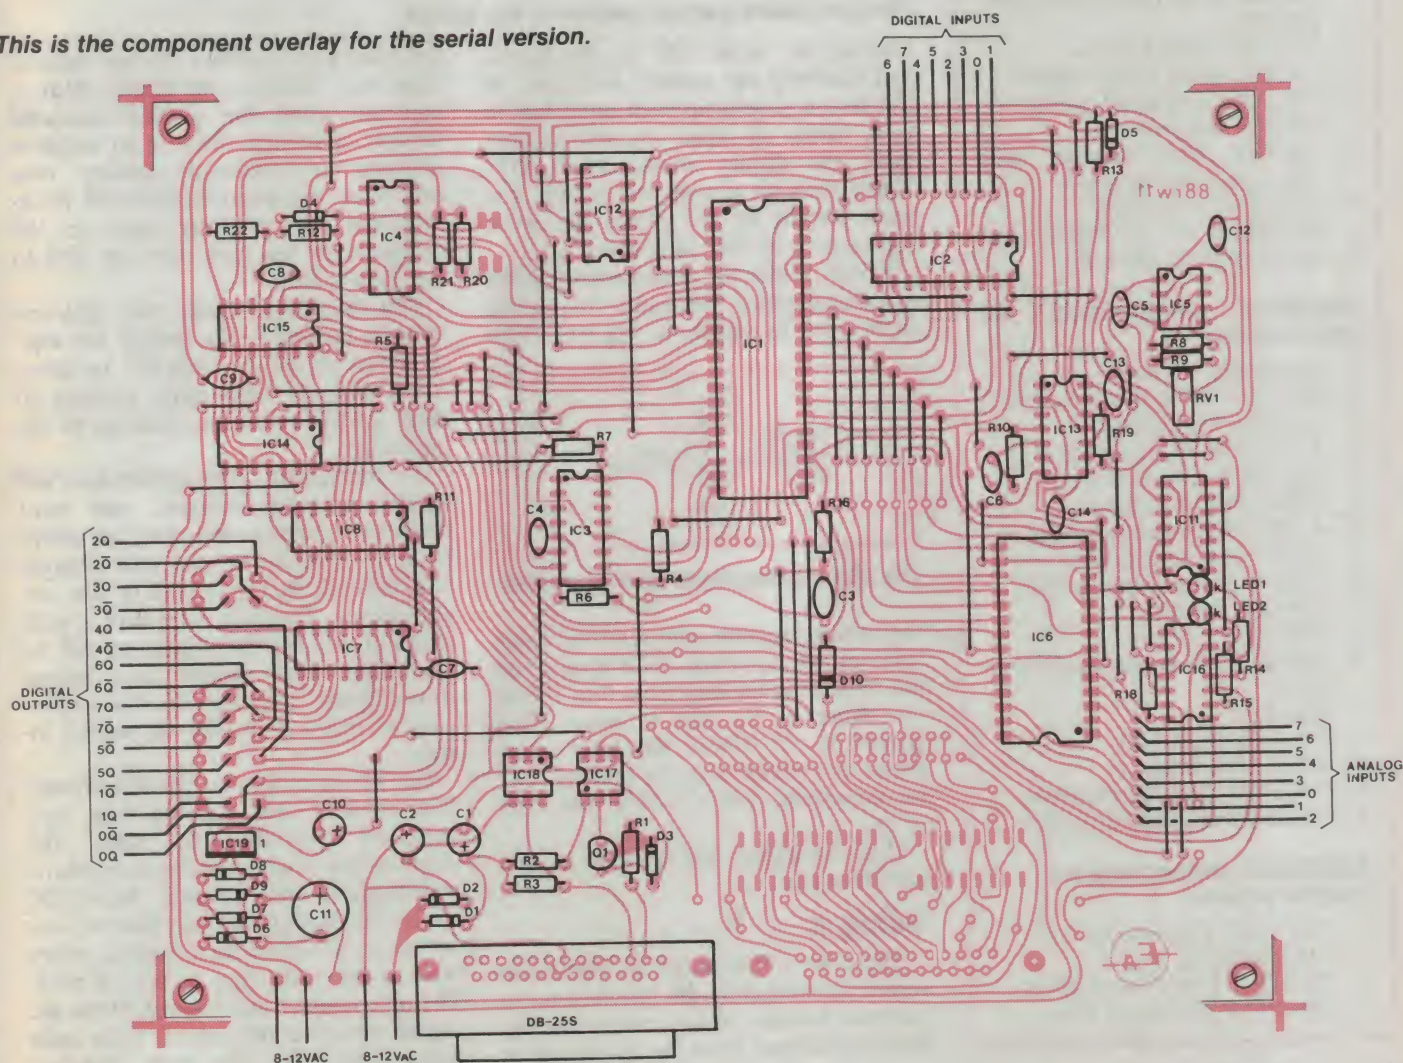 This is the component overlay for the serial version.
DIGITAL INPUTS
6 7 4 5 2 3 0 1
D5
R13
88rw11
C12
D4
R22
R12
IC4
IC12
R21
R20
C8
IC2
IC1
C5
IC5
IC15
R5
R8
R9
C13
RV1
C9
IC14
R7
R10
IC13
R19
C6
R11
C4
IC3
R16
C14
IC11
IC8
R4
2Q
2Q̅
3Q
3Q̅
4Q
4Q̅
6Q
6Q̅
7Q
7Q̅
5Q̅
5Q
1Q̅
1Q
0Q̅
0Q
DIGITAL
OUTPUTS
R6
C3
k LED1
k LED2
IC6
IC7
C7
D10
IC16
R14
R18
R15
7
6
5
4
3
0
1
2
ANALOG
INPUTS
IC18
IC17
C10
C2
C1
R1
D3
IC19 1
Q1
D8
R2
D9
R3
D7
C11
D2
D6
D1
EA
DB-25S
8-12VAC
8-12VAC